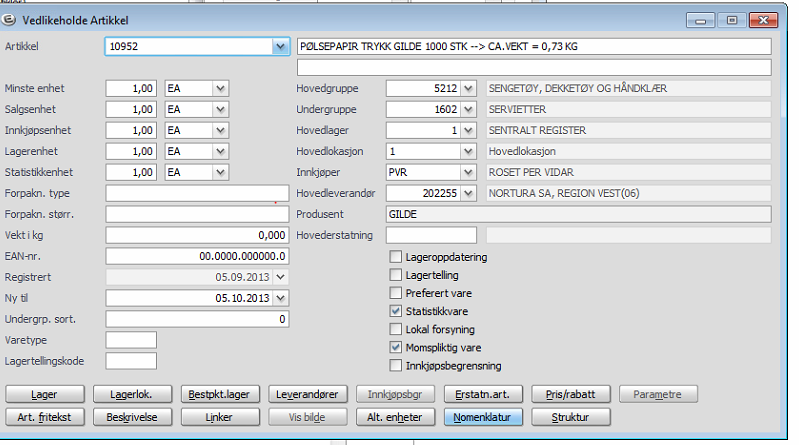 Vedlikeholde Artikkel
Artikkel 10952 PØLSEPAPIR TRYKK GILDE 1000 STK --> CA.VEKT = 0,73 KG
Minste enhet 1,00 EA Hovedgruppe 5212 SENGETØY, DEKKETØY OG HÅNDKLÆR
Salgsenhet 1,00 EA Undergruppe 1602 SERVIETTER
Innkjøpsenhet 1,00 EA Hovedlager 1 SENTRALT REGISTER
Lagerenhet 1,00 EA Hovedlokasjon 1 Hovedlokasjon
Statistikkenhet 1,00 EA Innkjøper PVR ROSET PER VIDAR
Forpakn. type Hovedleverandør 202255 NORTURA SA, REGION VEST(06)
Forpakn. større. Produsent GILDE
Vekt i kg 0,000 Hovederstatning
EAN-nr. 00.0000.000000.0 Lageroppdatering
Registrert 05.09.2013 Lagertelling
Ny til 05.10.2013 Preferert vare
Statistikkvare
Undergrp. sort. 0 Lokal forsyning
Varetype Momspliktig vare
Lagertellingskode Innkjøpsbegrensning
Lager Lagerlok. Bestpkt.lager Leverandører Innkjøpsbgr Erstatn.art. Pris/rabatt Parametre
Art. fritekst Beskrivelse Linker Vis bilde Alt. enheter Nomenklatur Struktur